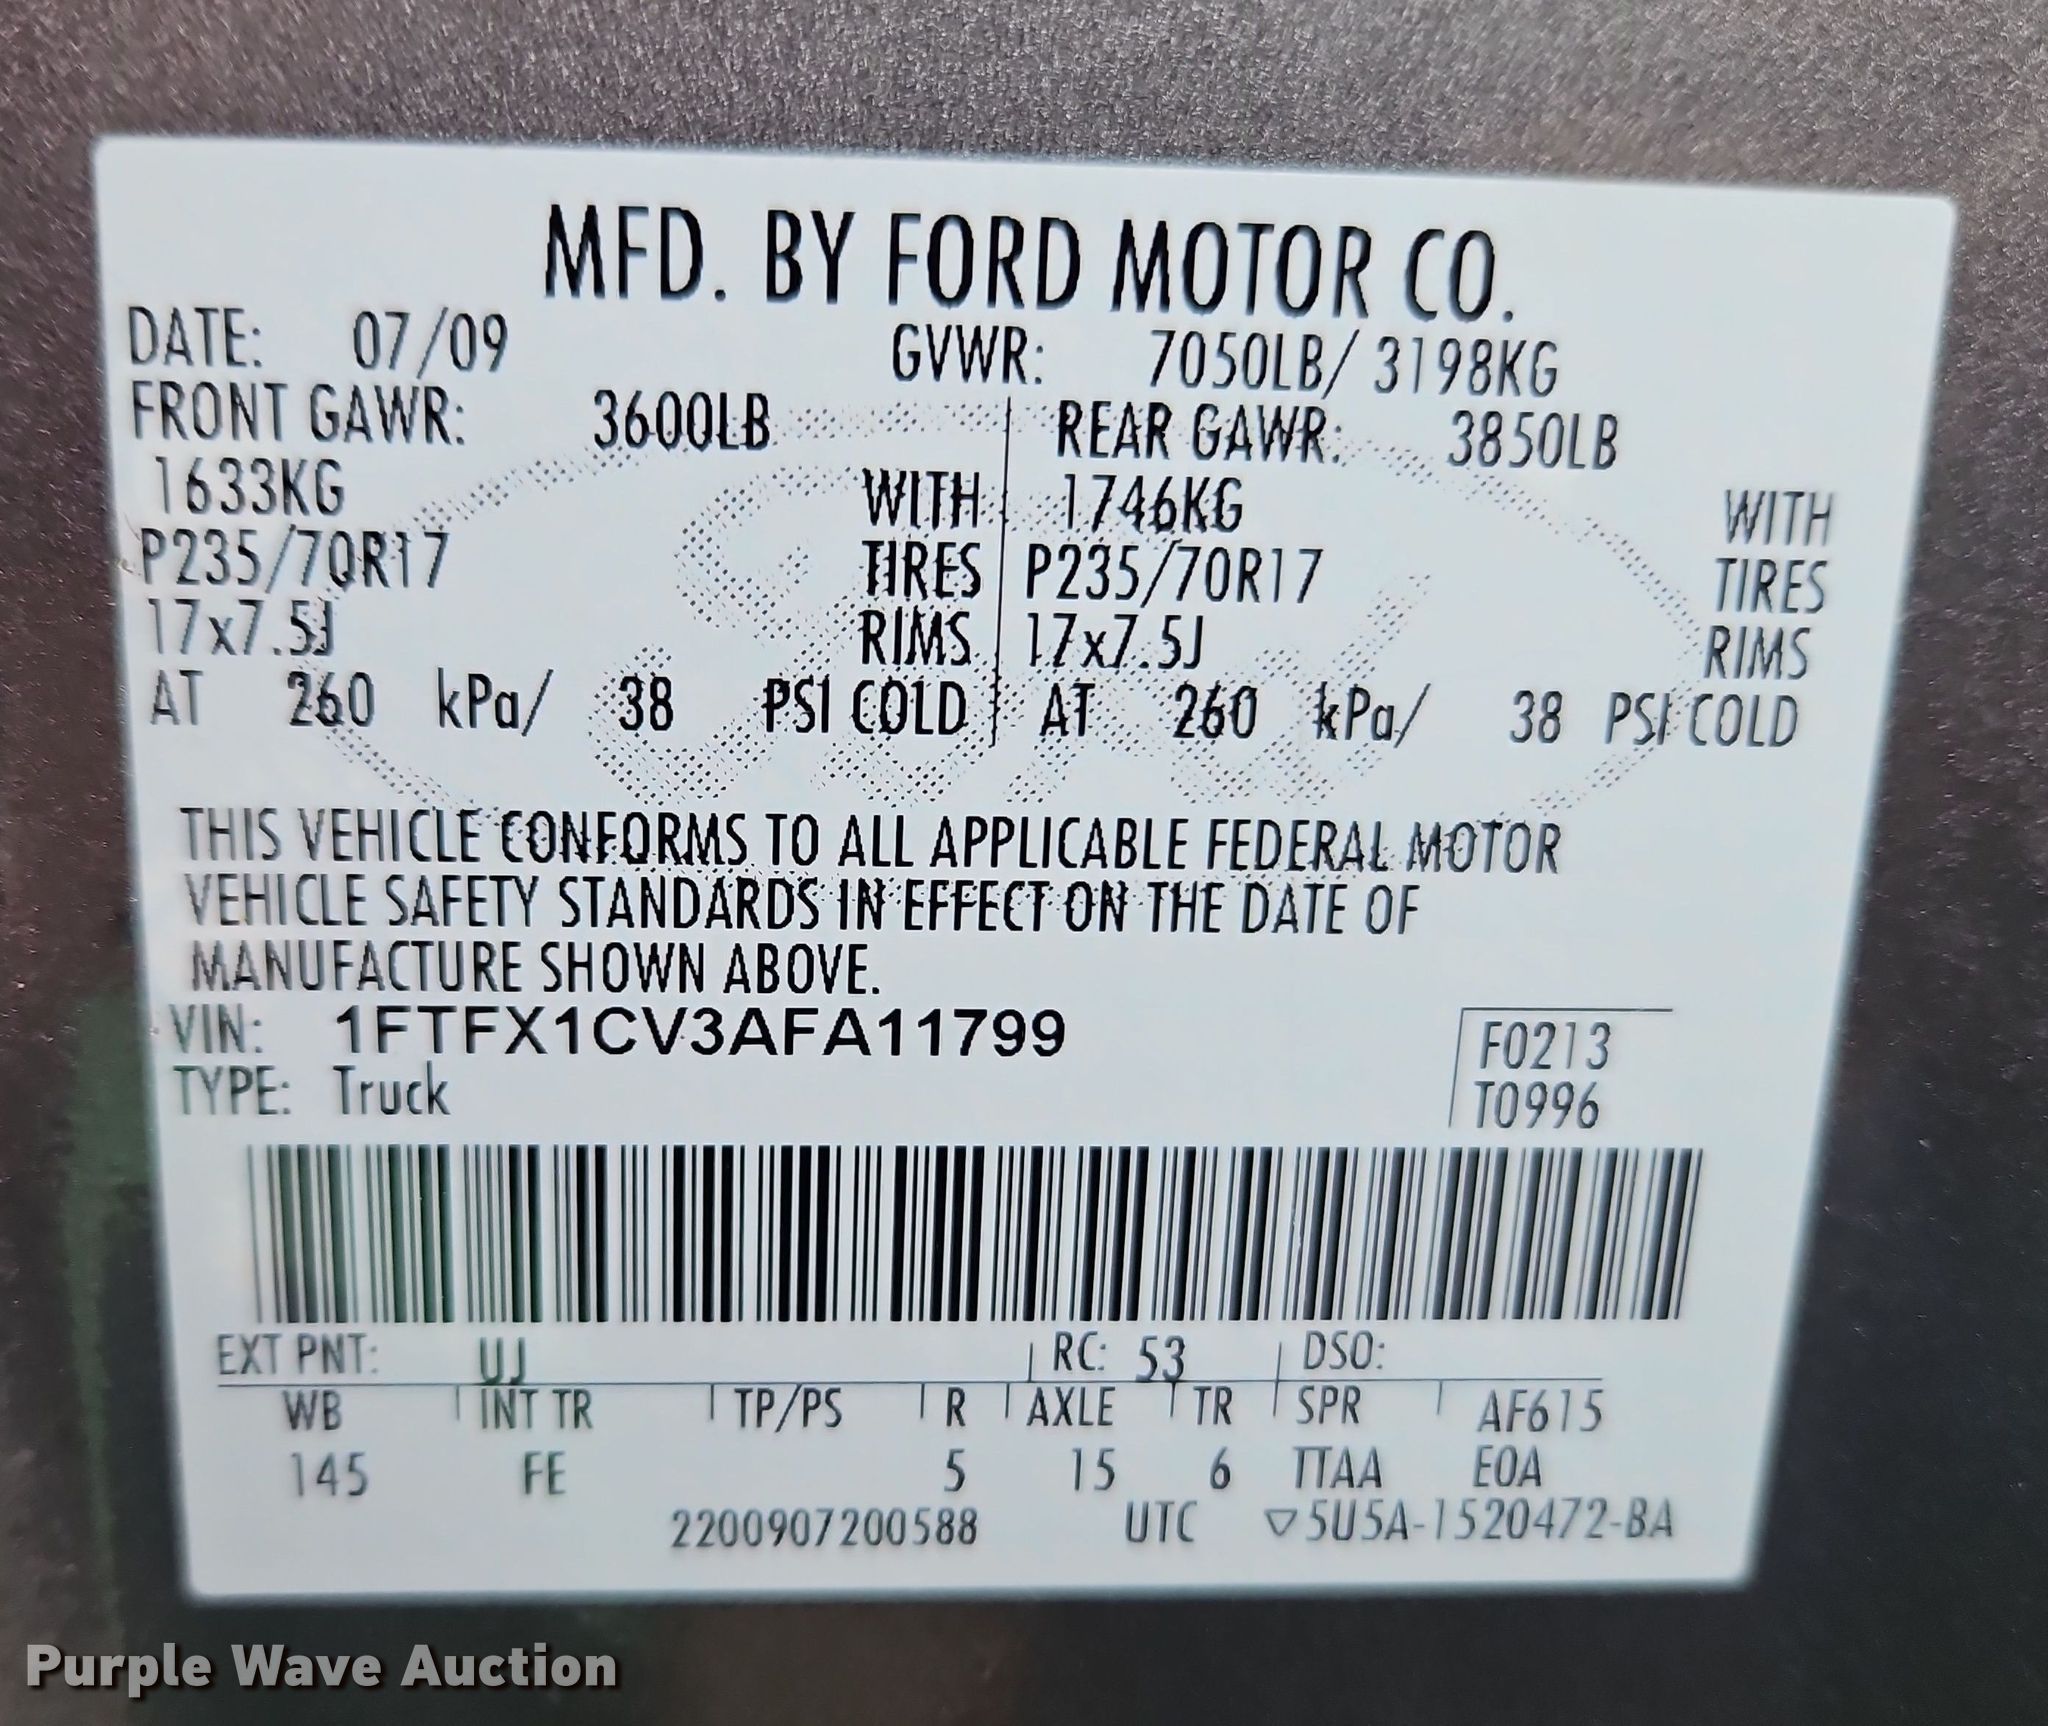 MFD. BY FORD MOTOR CO.
DATE: 07/09 GVWR: 7050LB/ 3198KG
FRONT GAWR: 3600LB REAR GAWR: 3850LB
1633KG WITH 1746KG WITH
P235/70R17 TIRES P235/70R17 TIRES
17x7.5J RIMS 17x7.5J RIMS
AT 260 kPa/ 38 PSI COLD AT 260 kPa/ 38 PSI COLD
THIS VEHICLE CONFORMS TO ALL APPLICABLE FEDERAL MOTOR
VEHICLE SAFETY STANDARDS IN EFFECT ON THE DATE OF
MANUFACTURE SHOWN ABOVE.
VIN: 1FTFX1CV3AFA11799 F0213
TYPE: Truck T0996
EXT PNT: UJ RC: 53 DSO:
WB INT TR TP/PS R AXLE TR SPR AF615
145 FE 5 15 6 TTAA EOA
2200907200588 UTC ▽5U5A-1520472-BA
Purple Wave Auction